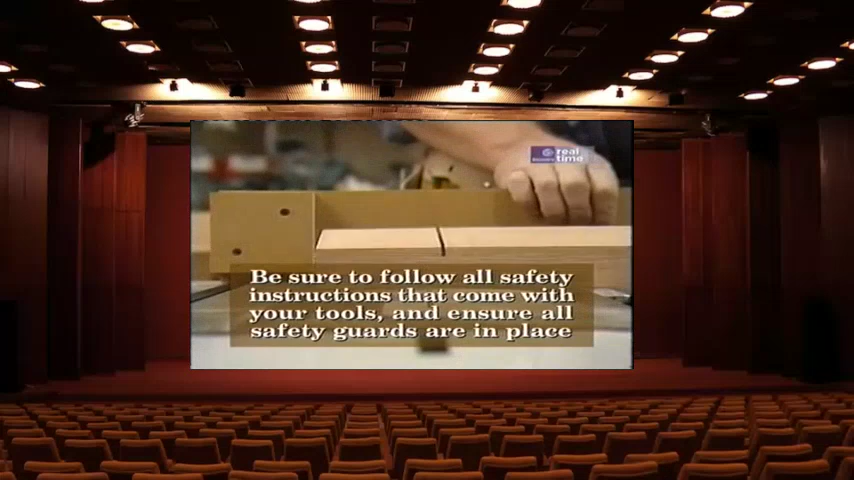 real
time
Be sure to follow all safety
instructions that come with
your tools, and ensure all
safety guards are in place